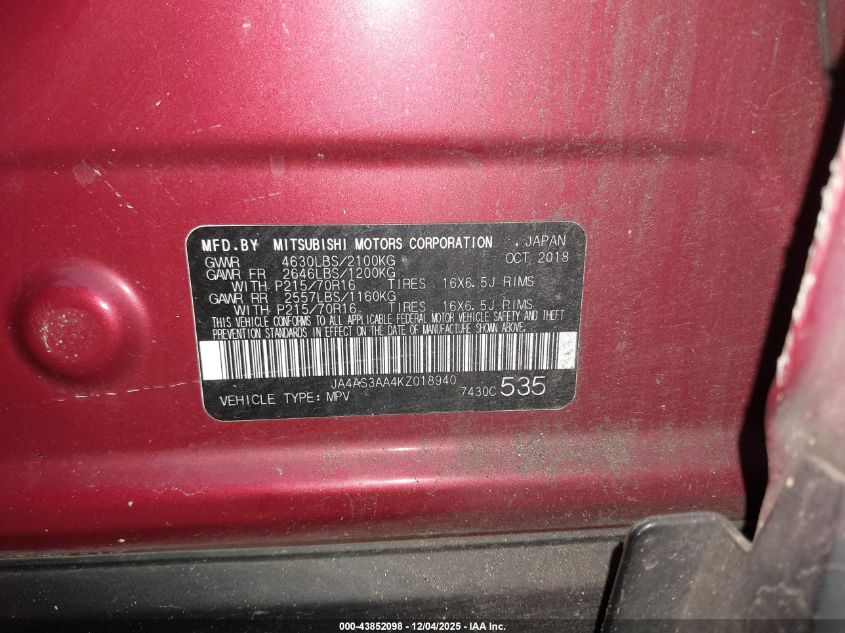 MFD.BY MITSUBISHI MOTORS CORPORATION . JAPAN
GVWR 4630LBS/2100KG OCT 2018
GAWR FR 2646LBS/1200KG
WITH P215/70R16 TIRES 16X6.5J RIMS
GAWR RR 2557LBS/1160KG
WITH P215/70R16 TIRES 16X6.5J RIMS
THIS VEHICLE CONFORMS TO ALL APPLICABLE FEDERAL MOTOR VEHICLE SAFETY AND THEFT
PREVENTION STANDARDS IN EFFECT ON THE DATE OF MANUFACTURE SHOWN ABOVE.
JA4AS3AA4KZ018940
VEHICLE TYPE: MPV 7430C 535
000-43852098 - 12/04/2025 - IAA Inc.